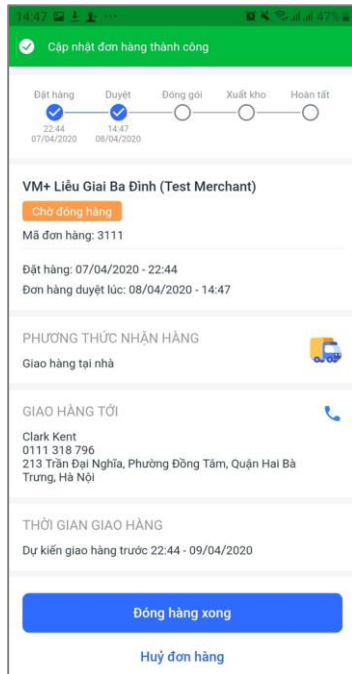 14:47
47%
Cập nhật đơn hàng thành công
Đặt hàng Duyệt Đóng gói Xuất kho Hoàn tất
22:44 14:47
07/04/2020 08/04/2020
VM+ Liễu Giai Ba Đình (Test Merchant)
Chờ đóng hàng
Mã đơn hàng: 3111
Đặt hàng: 07/04/2020 - 22:44
Đơn hàng duyệt lúc: 08/04/2020 - 14:47
PHƯƠNG THỨC NHẬN HÀNG
Giao hàng tại nhà
GIAO HÀNG TỚI
Clark Kent
0111 318 796
213 Trần Đại Nghĩa, Phường Đồng Tâm, Quận Hai Bà
Trưng, Hà Nội
THỜI GIAN GIAO HÀNG
Dự kiến giao hàng trước 22:44 - 09/04/2020
Đóng hàng xong
Huỷ đơn hàng